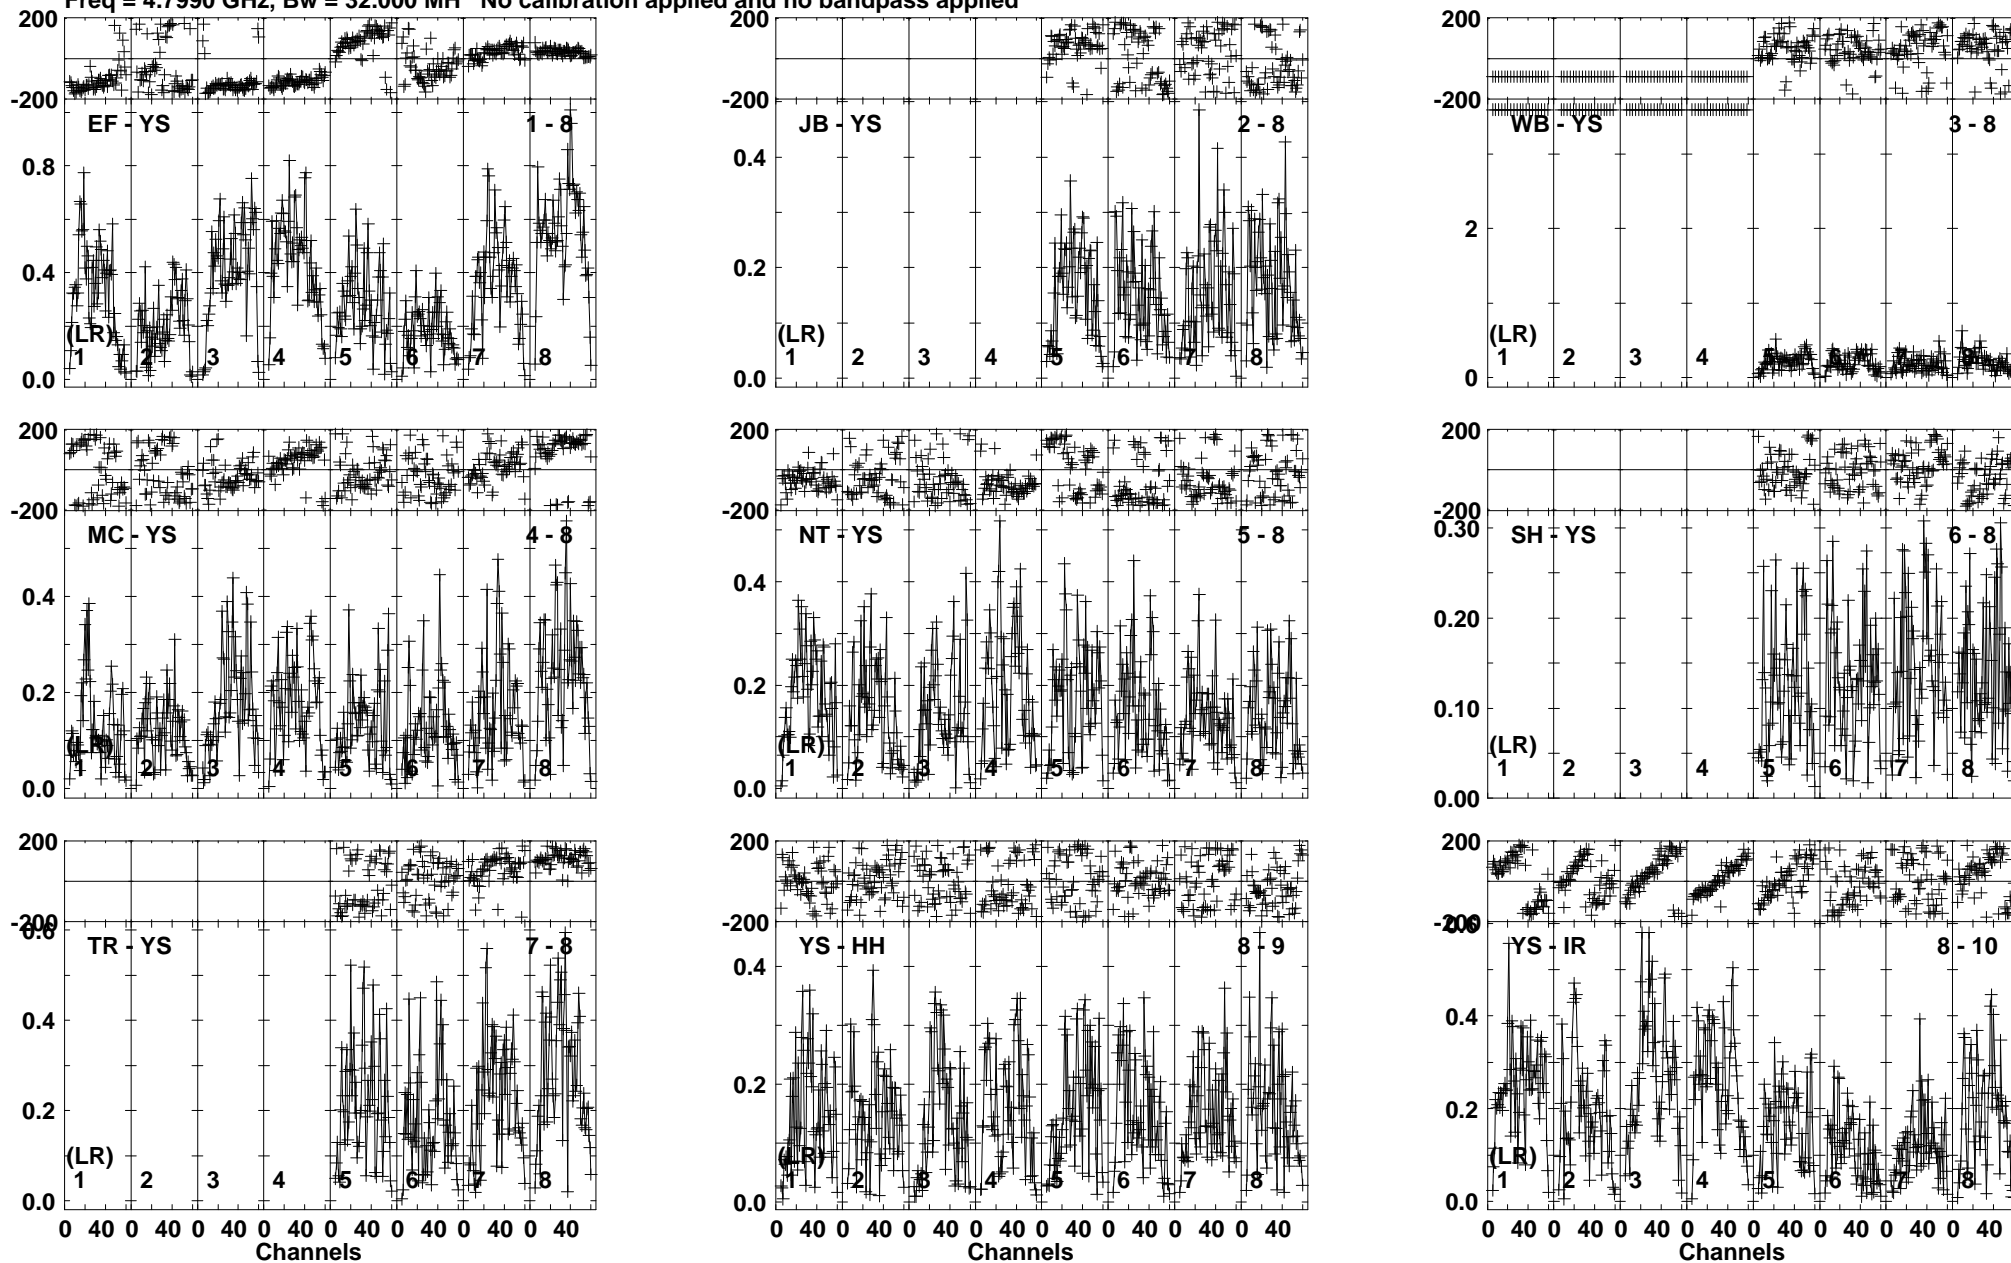 Freq = 4.7990 GHz, Bw = 32.000 MH No calibration applied and no bandpass applied
200 200 200
-200 -200 -200
EF - YS 1 - 8 JB - YS 2 - 8 WB - YS 3 - 8
0.8 0.4 2
0.4 0.2
(LR) (LR) (LR)
1 2 3 4 5 6 7 8 1 2 3 4 5 6 7 8 1 2 3 4 5 6 7 8
0.0 0.0 0
200 200 200
-200 -200 -200
MC - YS 4 - 8 NT - YS 5 - 8 SH - YS 6 - 8
0.30
0.4 0.4 0.20
0.2 0.2 0.10
(LR) (LR) (LR)
1 2 3 4 5 6 7 8 1 2 3 4 5 6 7 8 1 2 3 4 5 6 7 8
0.0 0.0 0.00
200 200 200
-200 -200 -200
0.6 0.6
TR - YS 7 - 8 YS - HH 8 - 9 YS - IR 8 - 10
0.4 0.4 0.4
0.2 0.2 0.2
(LR) (LR) (LR)
1 2 3 4 5 6 7 8 1 2 3 4 5 6 7 8 1 2 3 4 5 6 7 8
0.0 0.0 0.0
0 40 0 40 0 40 0 40 0 40 0 40 0 40 0 40 0 40 0 40 0 40 0 40 0 40 0 40 0 40 0 40 0 40 0 40 0 40 0 40 0 40 0 40 0 40 0 40
Channels Channels Channels